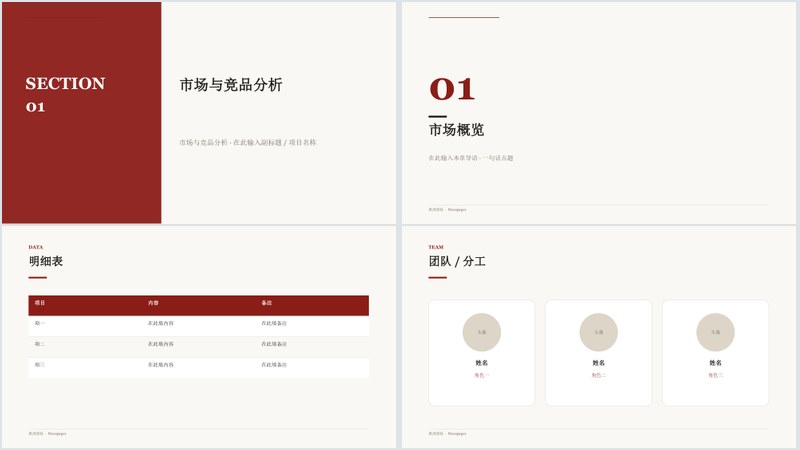 SECTION
01
市场与竞品分析
市场与竞品分析 · 在此输入副标题 / 项目名称
01
市场概览
在此输入本章导语 · 一句话点题
Newspaper
DATA
明细表
项目
内容
备注
项一
在此填内容
在此填备注
项二
在此填内容
在此填备注
项三
在此填内容
在此填备注
Newspaper
TEAM
团队 / 分工
头像
姓名
角色一
头像
姓名
角色二
头像
姓名
角色三
Newspaper